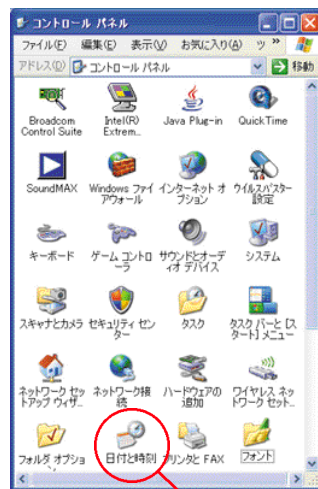 コントロール パネル
ファイル(F) 編集(E) 表示(V) お気に入り(A) ツ »
アドレス(D) コントロール パネル 移動
Broadcom Control Suite
Intel(R) Extrem...
Java Plug-in
QuickTime
SoundMAX
Windows ファイアウォール
インターネット オプション
ウイルスバスター設定
キーボード
ゲーム コントローラ
サウンドとオーディオ デバイス
システム
スキャナとカメラ
セキュリティ センター
タスク
タスク バーと [スタート] メニュー
ネットワーク セットアップ ウィザ...
ネットワーク接続
ハードウェアの追加
ワイヤレス ネットワーク セット...
フォルダ オプショ
日付と時刻
プリンタと FAX
フォント